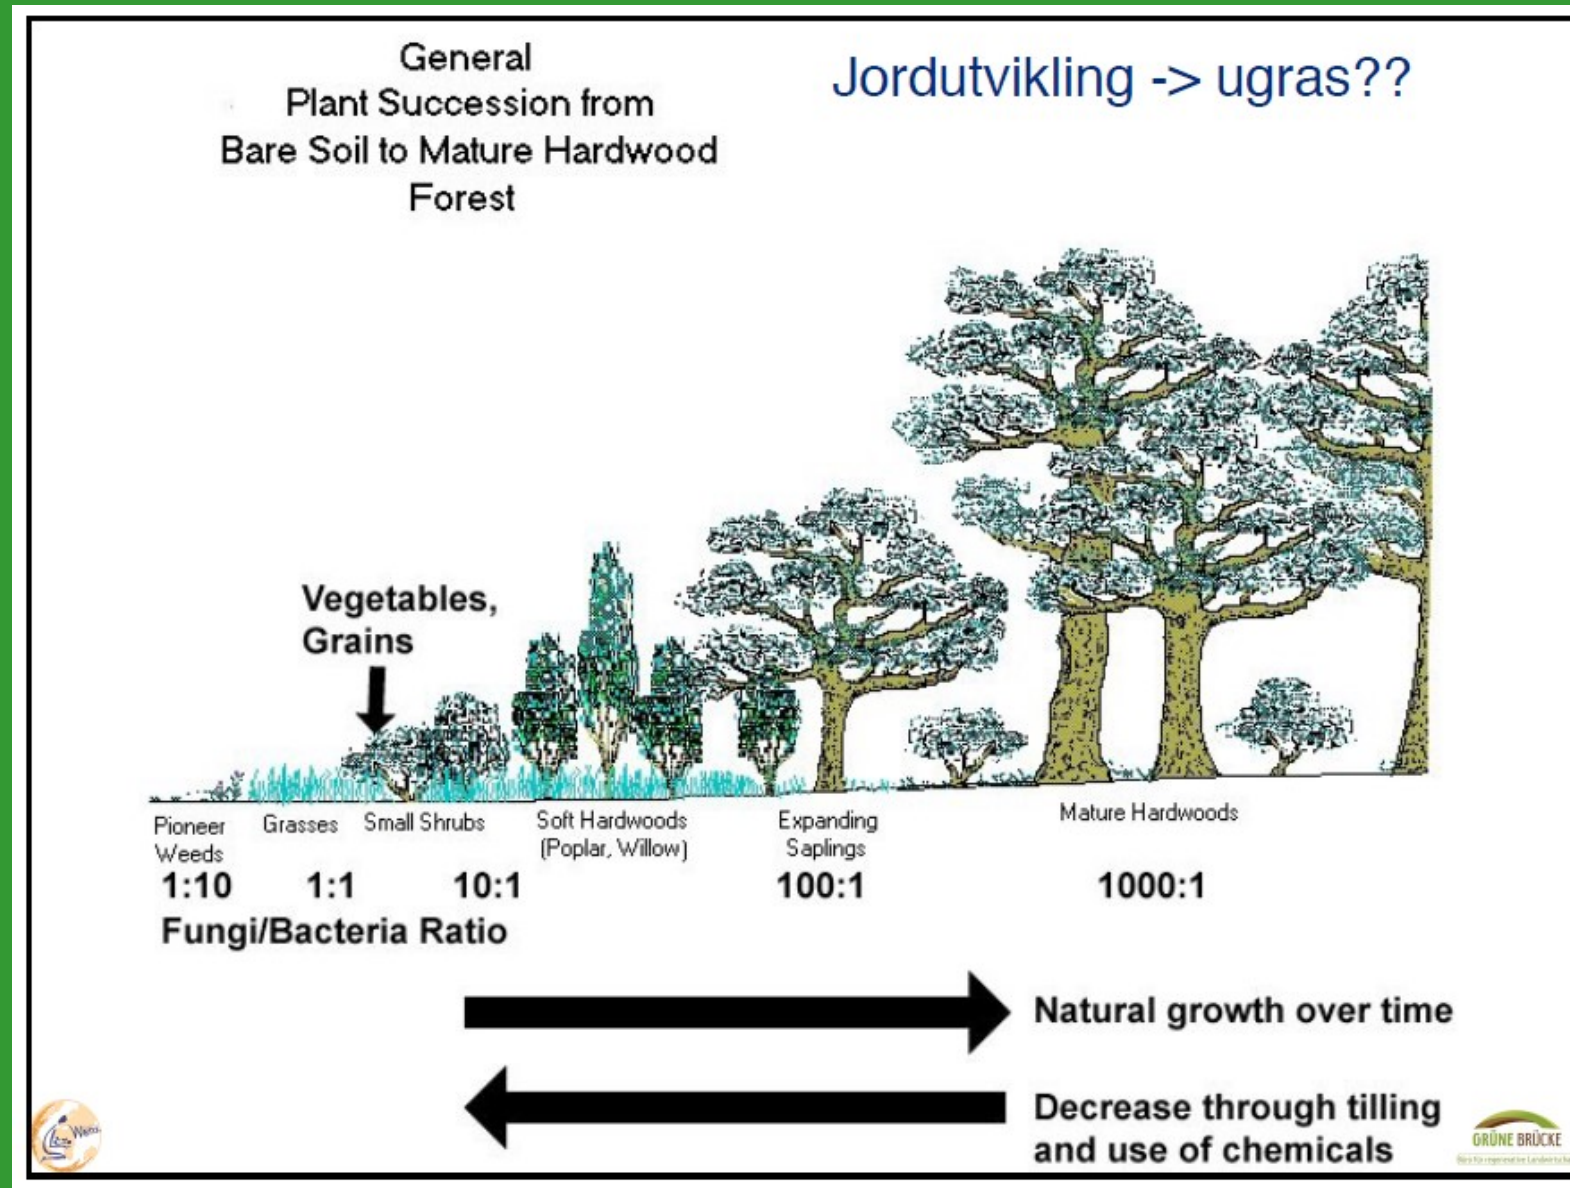 General
Plant Succession from
Bare Soil to Mature Hardwood
Forest
Jordutvikling -> ugras??
Vegetables,
Grains
Pioneer
Weeds
Grasses
Small Shrubs
Soft Hardwoods
(Poplar, Willow)
Expanding
Saplings
Mature Hardwoods
1:10
1:1
10:1
100:1
1000:1
Fungi/Bacteria Ratio
Natural growth over time
Decrease through tilling
and use of chemicals
GRÜNE BRÜCKE